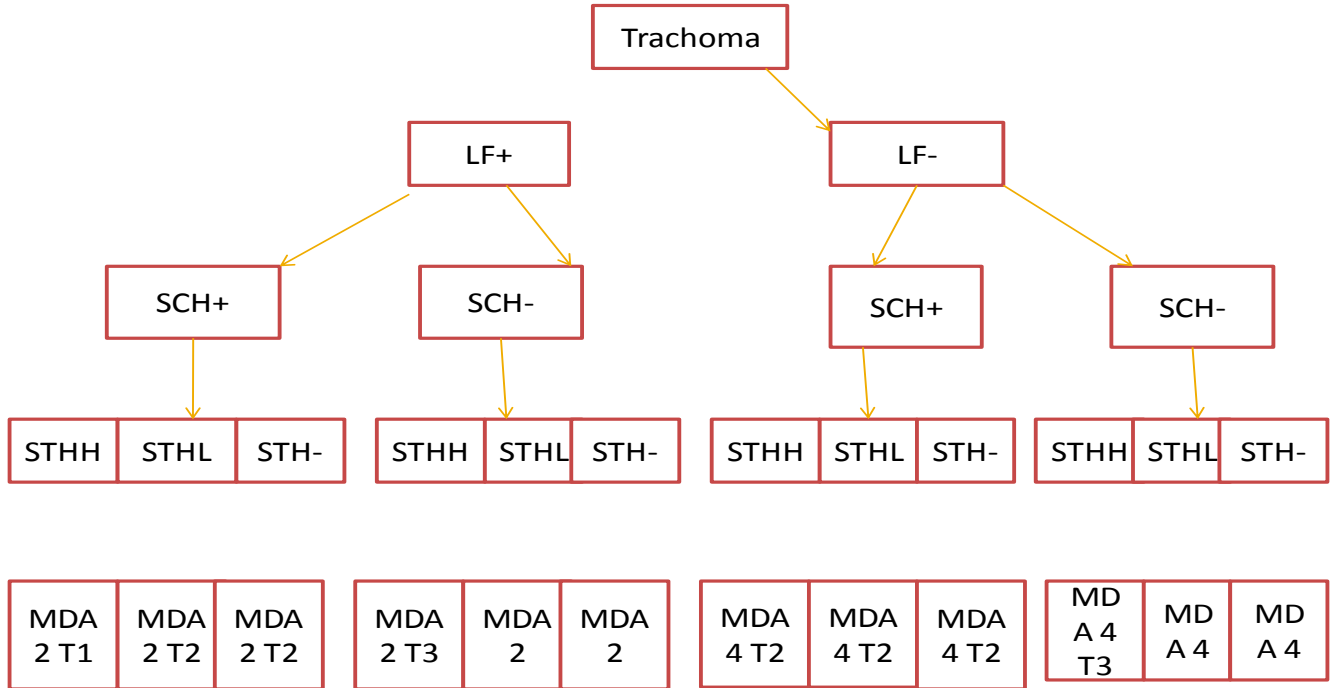 Trachoma
LF+
LF-
SCH+
SCH-
SCH+
SCH-
STHH
STHL
STH-
STHH
STHL
STH-
STHH
STHL
STH-
STHH
STHL
STH-
MDA
2 T1
MDA
2 T2
MDA
2 T2
MDA
2 T3
MDA
2
MDA
2
MDA
4 T2
MDA
4 T2
MDA
4 T2
MD
A 4
T3
MD
A 4
MD
A 4